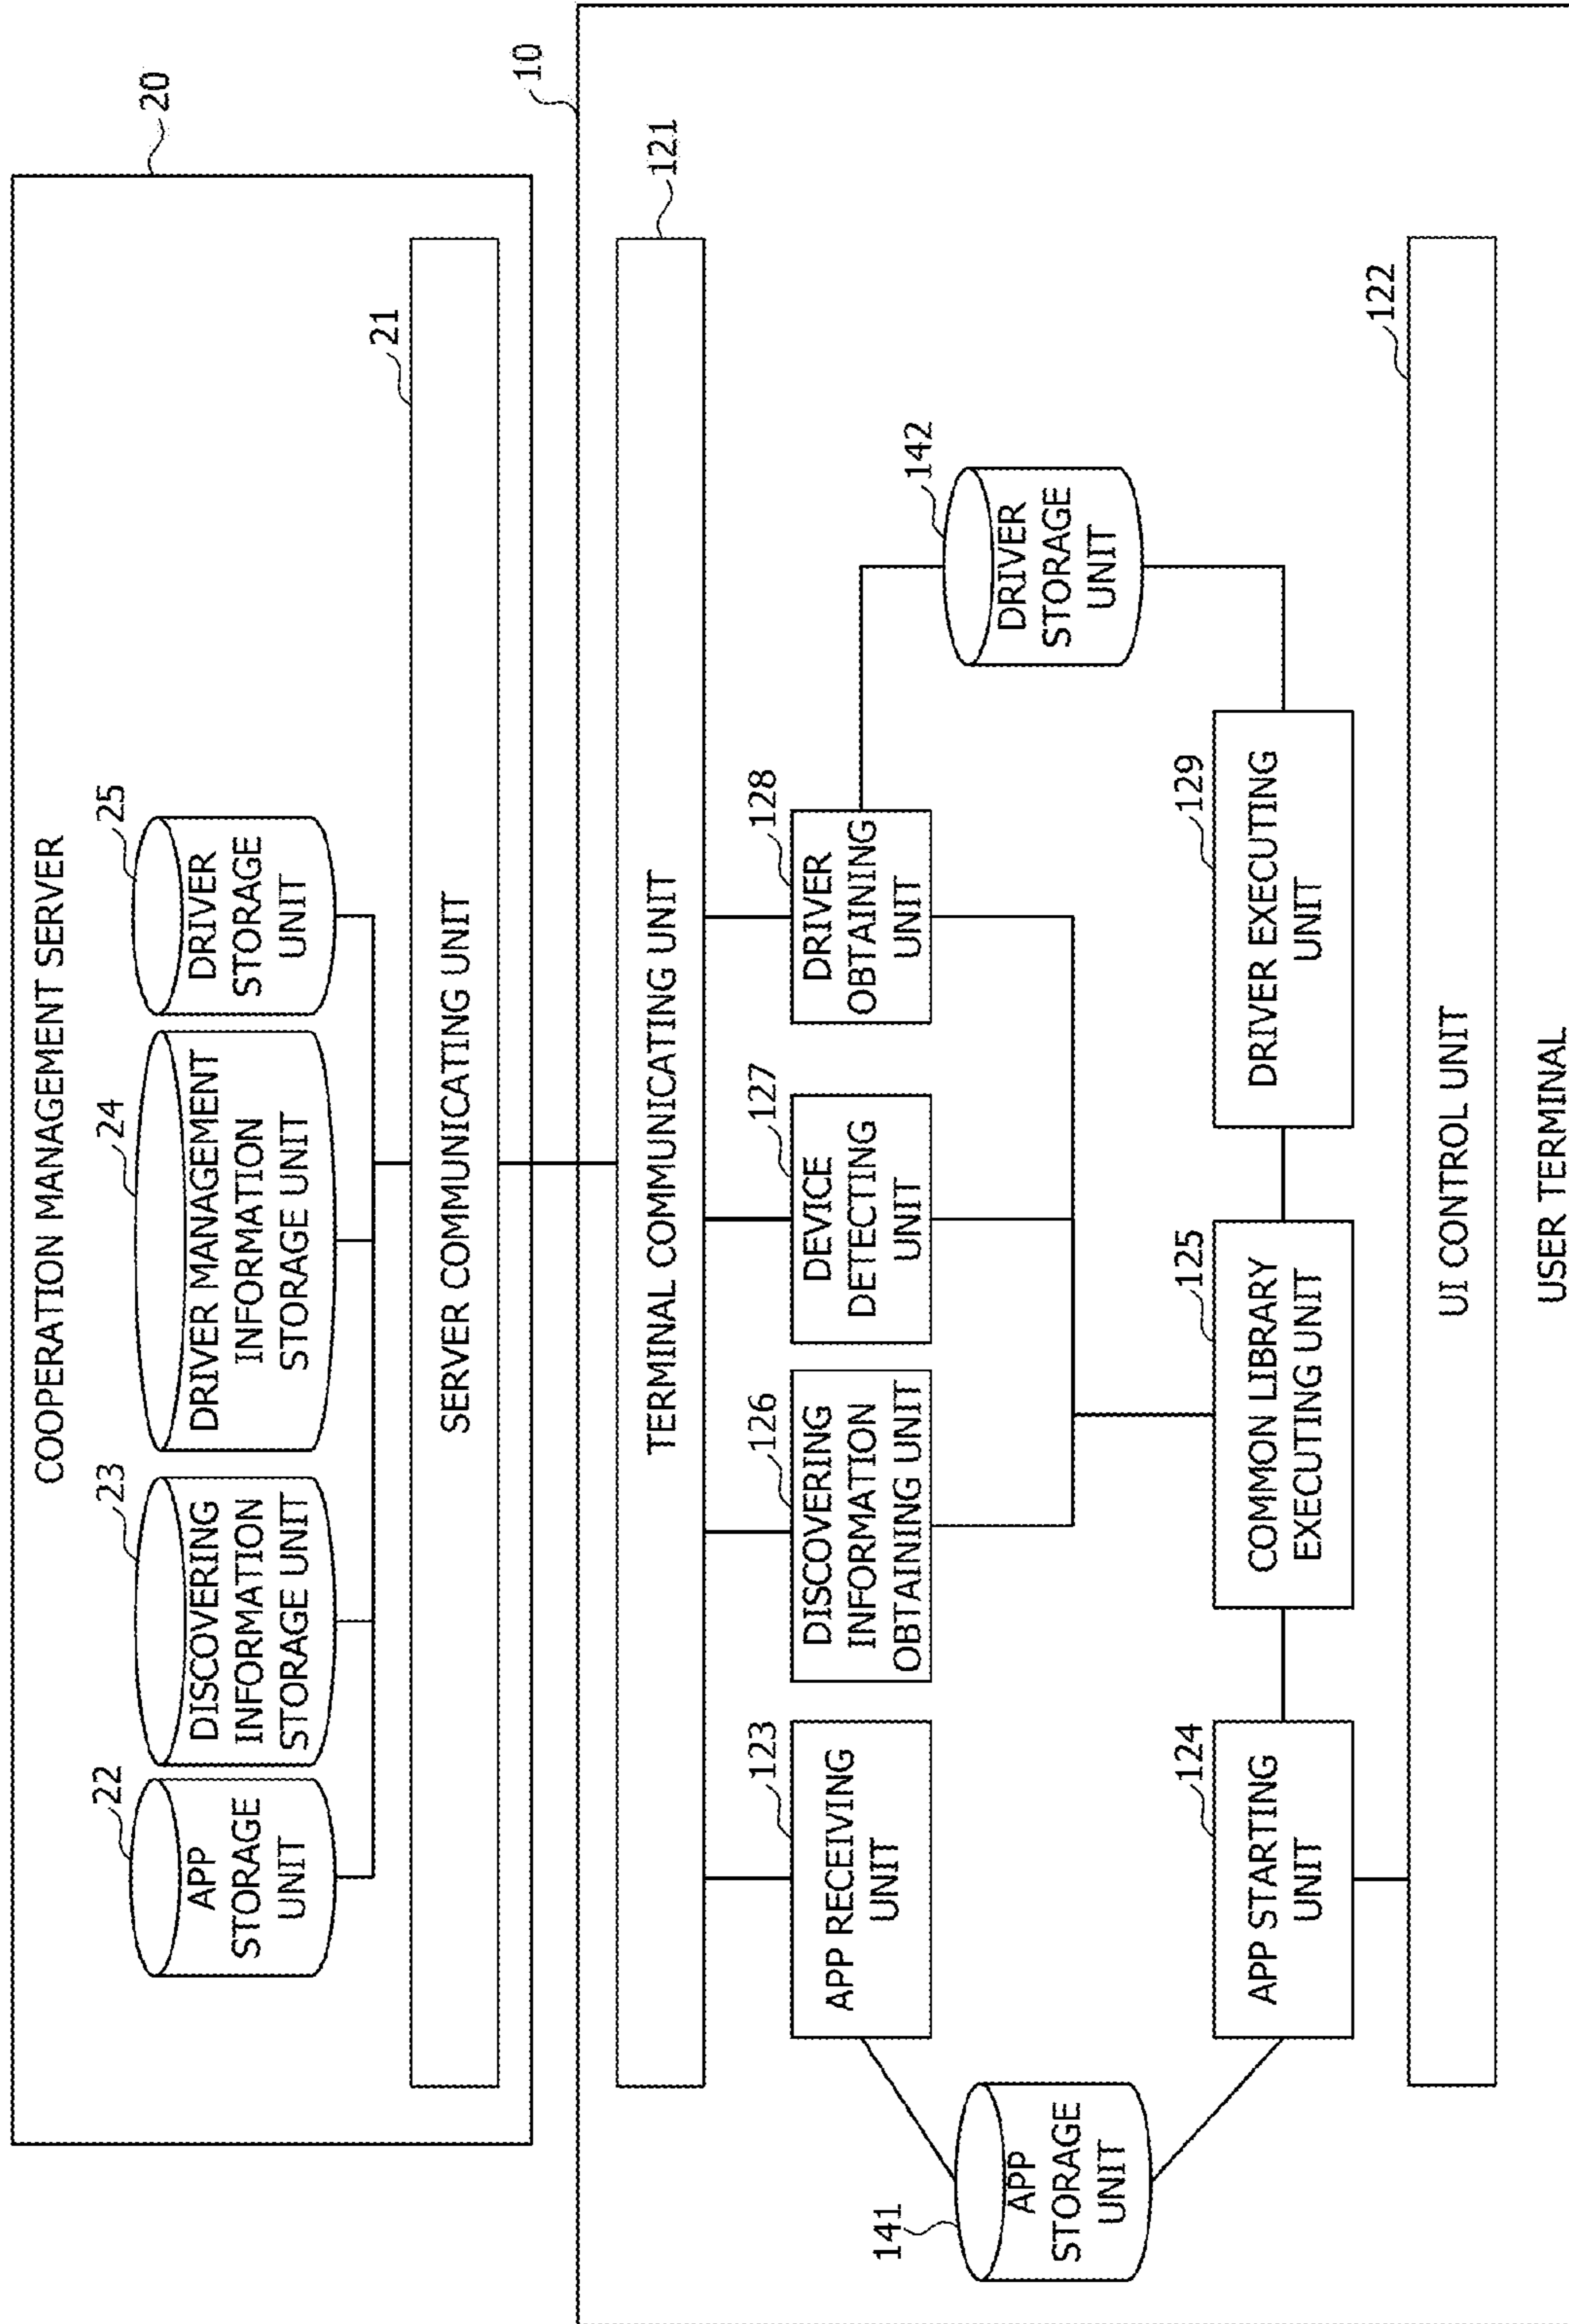 COOPERATION MANAGEMENT SERVER
20
22
APP
STORAGE
UNIT
23
DISCOVERING
INFORMATION
STORAGE UNIT
24
DRIVER MANAGEMENT
INFORMATION
STORAGE UNIT
25
DRIVER
STORAGE
UNIT
21
SERVER COMMUNICATING UNIT
10
121
TERMINAL COMMUNICATING UNIT
123
APP RECEIVING
UNIT
126
DISCOVERING
INFORMATION
OBTAINING UNIT
127
DEVICE
DETECTING
UNIT
128
DRIVER
OBTAINING
UNIT
141
APP
STORAGE
UNIT
142
DRIVER
STORAGE
UNIT
124
APP STARTING
UNIT
125
COMMON LIBRARY
EXECUTING UNIT
129
DRIVER EXECUTING
UNIT
122
UI CONTROL UNIT
USER TERMINAL